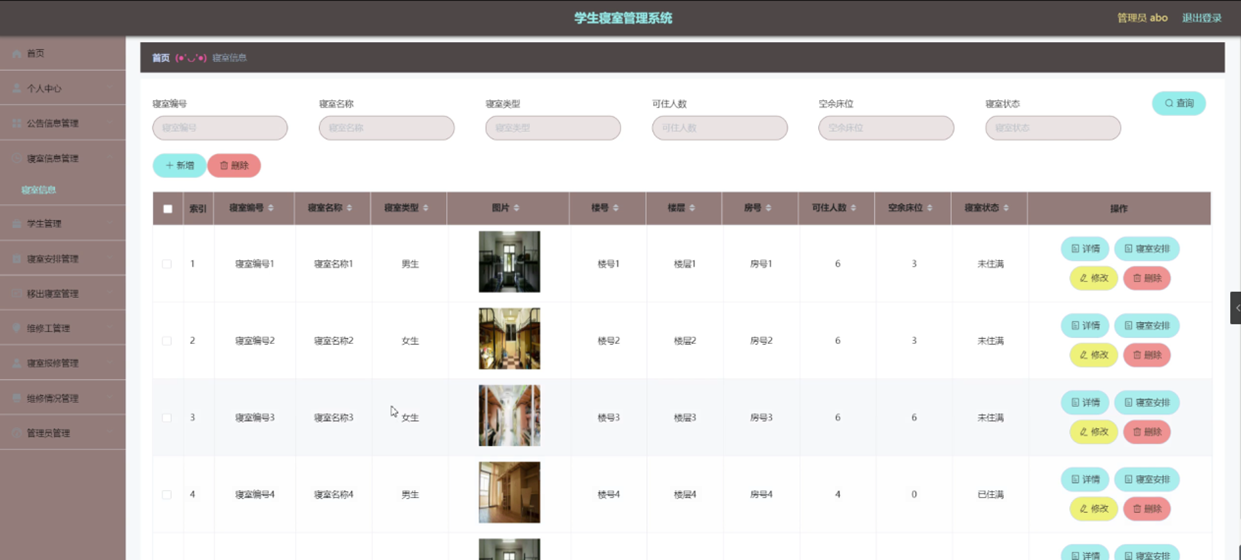 学生寝室管理系统
管理员 abo 退出登录
首页
个人中心
公告信息管理
寝室信息管理
寝室信息
学生管理
寝室安排管理
移出寝室管理
维修工管理
寝室报修管理
维修情况管理
管理员管理
首页 (●'◡'●) 寝室信息
寝室编号 寝室名称 寝室类型 可住人数 空余床位 寝室状态
寝室编号 寝室名称 寝室类型 可住人数 空余床位 寝室状态 查询
+ 新增 删除
索引 寝室编号 寝室名称 寝室类型 图片 楼号 楼层 房号 可住人数 空余床位 寝室状态 操作
1 寝室编号1 寝室名称1 男生 楼号1 楼层1 房号1 6 3 未住满 详情 寝室安排
修改 删除
2 寝室编号2 寝室名称2 女生 楼号2 楼层2 房号2 6 3 未住满 详情 寝室安排
修改 删除
3 寝室编号3 寝室名称3 女生 楼号3 楼层3 房号3 6 6 未住满 详情 寝室安排
修改 删除
4 寝室编号4 寝室名称4 男生 楼号4 楼层4 房号4 4 0 已住满 详情 寝室安排
修改 删除
详情 寝室安排